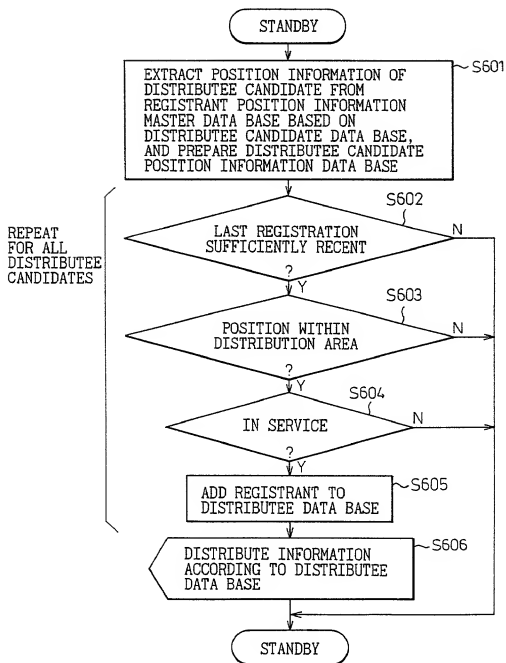 STANDBY
S601
EXTRACT POSITION INFORMATION OF
DISTRIBUTEE CANDIDATE FROM
REGISTRANT POSITION INFORMATION
MASTER DATA BASE BASED ON
DISTRIBUTEE CANDIDATE DATA BASE,
AND PREPARE DISTRIBUTEE CANDIDATE
POSITION INFORMATION DATA BASE
REPEAT
FOR ALL
DISTRIBUTEE
CANDIDATES
S602
LAST REGISTRATION
SUFFICIENTLY RECENT
?
N
Y
S603
POSITION WITHIN
DISTRIBUTION AREA
?
N
Y
S604
IN SERVICE
?
N
Y
S605
ADD REGISTRANT TO
DISTRIBUTEE DATA BASE
S606
DISTRIBUTE INFORMATION
ACCORDING TO DISTRIBUTEE
DATA BASE
STANDBY